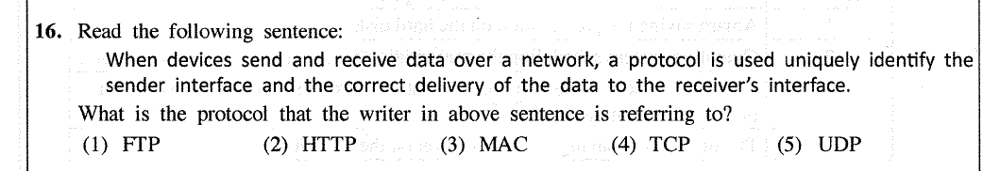 16. Read the following sentence:
When devices send and receive data over a network, a protocol is used uniquely identify the
sender interface and the correct delivery of the data to the receiver's interface.
What is the protocol that the writer in above sentence is referring to?
(1) FTP (2) HTTP (3) MAC (4) TCP (5) UDP